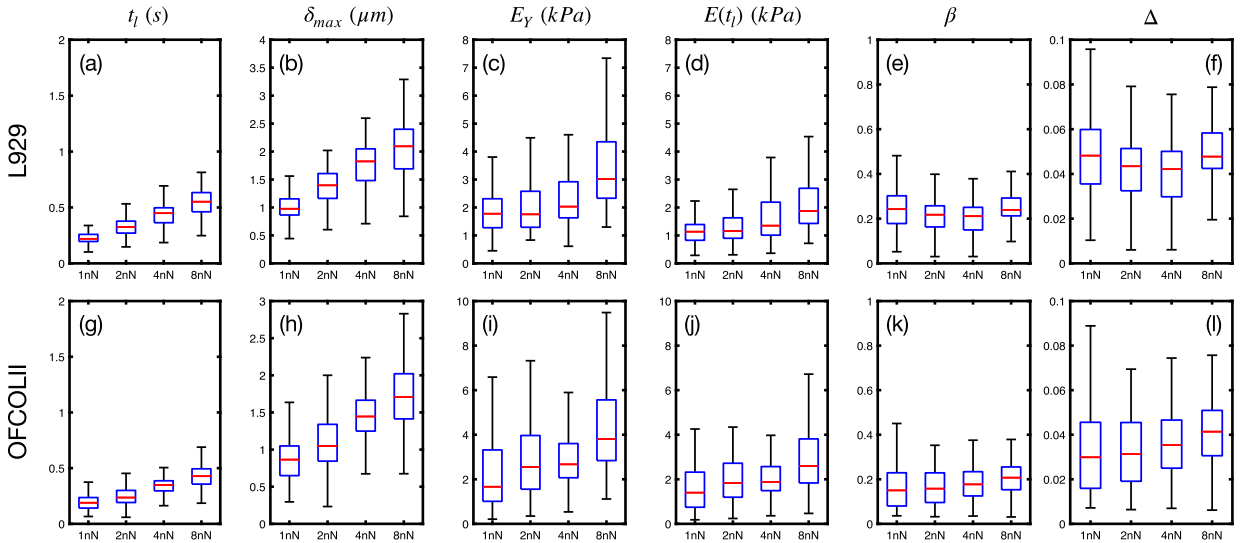 t_l (s) δ_max (μm) E_Y (kPa) E(t_l) (kPa) β Δ
L929
(a) (b) (c) (d) (e) (f)
2 4 8 8 1 0.1
3.5 7 7
1.5 3 6 6 0.8 0.08
2.5 5 5 0.6 0.06
1 2 4 4
1.5 3 3 0.4 0.04
0.5 1 2 2 0.2 0.02
0.5 1 1
0 0 0 0 0 0
1nN 2nN 4nN 8nN 1nN 2nN 4nN 8nN 1nN 2nN 4nN 8nN 1nN 2nN 4nN 8nN 1nN 2nN 4nN 8nN 1nN 2nN 4nN 8nN
OFCOLII
(g) (h) (i) (j) (k) (l)
2 3 10 10 1 0.1
2.5 8 8 0.8 0.08
1.5 2 6 6 0.6 0.06
1 1.5
1 4 4 0.4 0.04
0.5 0.5 2 2 0.2 0.02
0 0 0 0 0 0
1nN 2nN 4nN 8nN 1nN 2nN 4nN 8nN 1nN 2nN 4nN 8nN 1nN 2nN 4nN 8nN 1nN 2nN 4nN 8nN 1nN 2nN 4nN 8nN